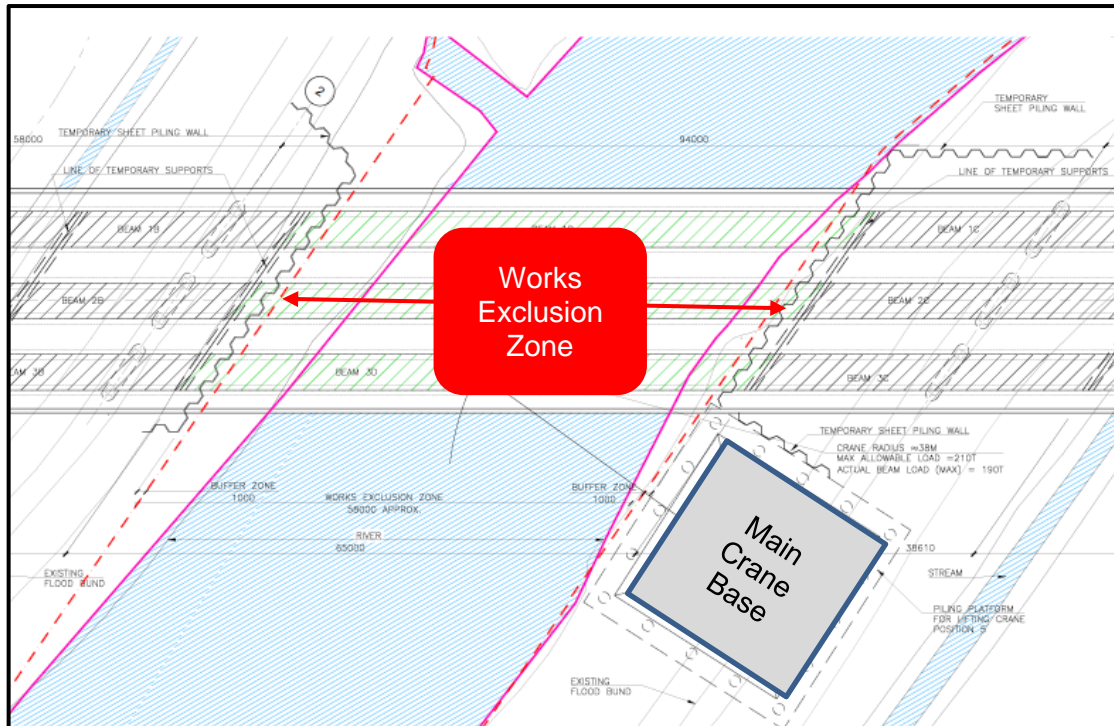 2
TEMPORARY
SHEET PILING WALL
TEMPORARY SHEET PILING WALL
58000
94000
LINE OF TEMPORARY SUPPORTS
LINE OF TEMPORARY SUPPORTS
BEAM 1B
BEAM 1C
Works
Exclusion
Zone
BEAM 2B
BEAM 2C
BEAM 3D
BEAM 3C
TEMPORARY SHEET PILING WALL
CRANE RADIUS ≈38M
MAX ALLOWABLE LOAD =210T
ACTUAL BEAM LOAD (MAX) = 190T
BUFFER ZONE
1000
WORKS EXCLUSION ZONE
58000 APPROX.
BUFFER ZONE
1000
RIVER
65000
38610
Main
Crane
Base
EXISTING
FLOOD BUND
STREAM
PILING PLATFORM
FOR LIFTING CRANE
POSITION 5
EXISTING
FLOOD BUND